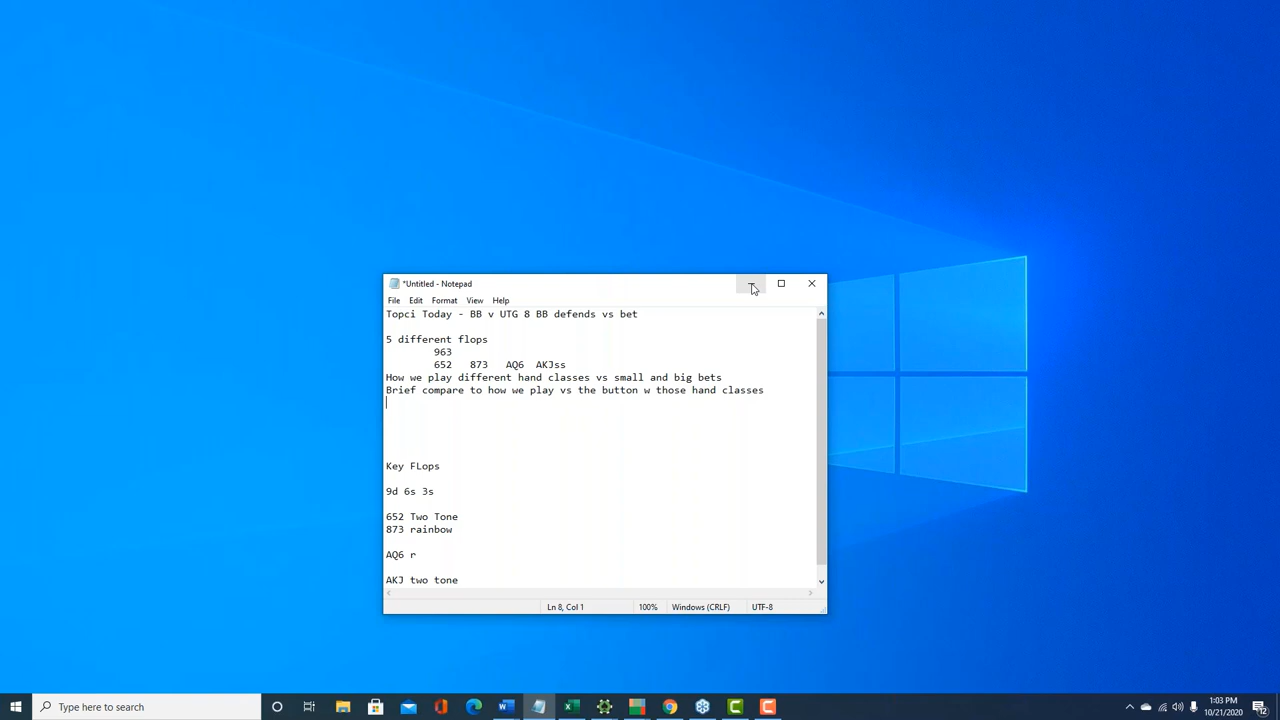 *Untitled - Notepad
File Edit Format View Help
Topci Today - BB v UTG 8 BB defends vs bet
5 different flops
963
652 873 AQ6 AKJss
How we play different hand classes vs small and big bets
Brief compare to how we play vs the button w those hand classes
Key FLops
9d 6s 3s
652 Two Tone
873 rainbow
AQ6 r
AKJ two tone
Ln 8, Col 1 100% Windows (CRLF) UTF-8
Type here to search
1:03 PM
10/21/2020
12